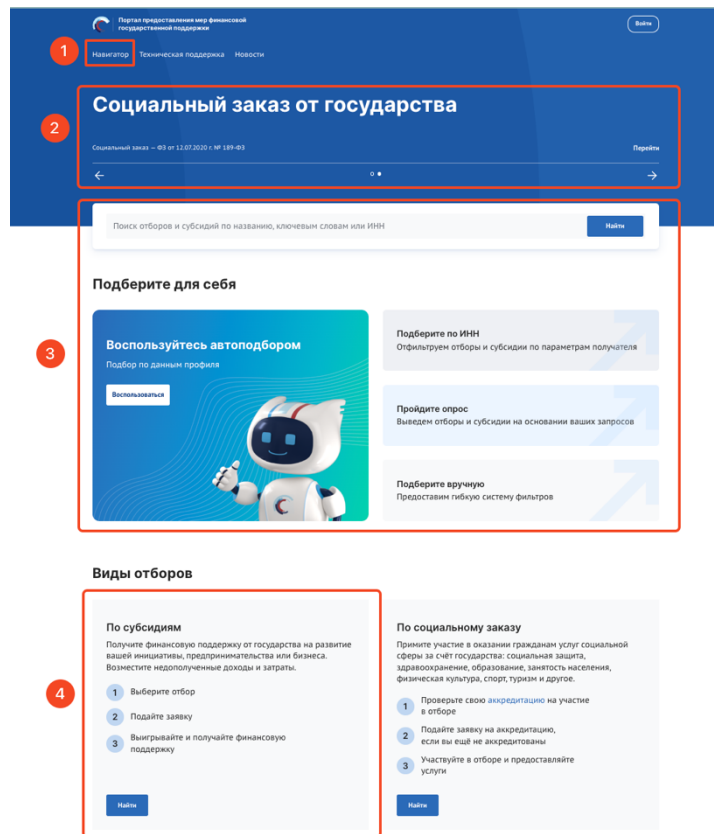 Портал предоставления мер финансовой
государственной поддержки
Войти
1
Навигатор Техническая поддержка Новости
2
Социальный заказ от государства
Социальный заказ — ФЗ от 12.07.2020 г. № 189-ФЗ
Перейти
Поиск отборов и субсидий по названию, ключевым словам или ИНН
Найти
Подберите для себя
3
Воспользуйтесь автоподбором
Подбор по данным профиля
Воспользоваться
Подберите по ИНН
Отфильтруем отборы и субсидии по параметрам получателя
Пройдите опрос
Выведем отборы и субсидии на основании ваших запросов
Подберите вручную
Предоставим гибкую систему фильтров
Виды отборов
4
По субсидиям
Получите финансовую поддержку от государства на развитие
вашей инициативы, предпринимательства или бизнеса.
Возместите недополученные доходы и затраты.
1 Выберите отбор
2 Подайте заявку
3 Выигрывайте и получайте финансовую
поддержку
Найти
По социальному заказу
Примите участие в оказании гражданам услуг социальной
сферы за счёт государства: социальная защита,
здравоохранение, образование, занятость населения,
физическая культура, спорт, туризм и другое.
1 Проверьте свою аккредитацию на участие
в отборе
2 Подайте заявку на аккредитацию,
если вы ещё не аккредитованы
3 Участвуйте в отборе и предоставляйте
услуги
Найти